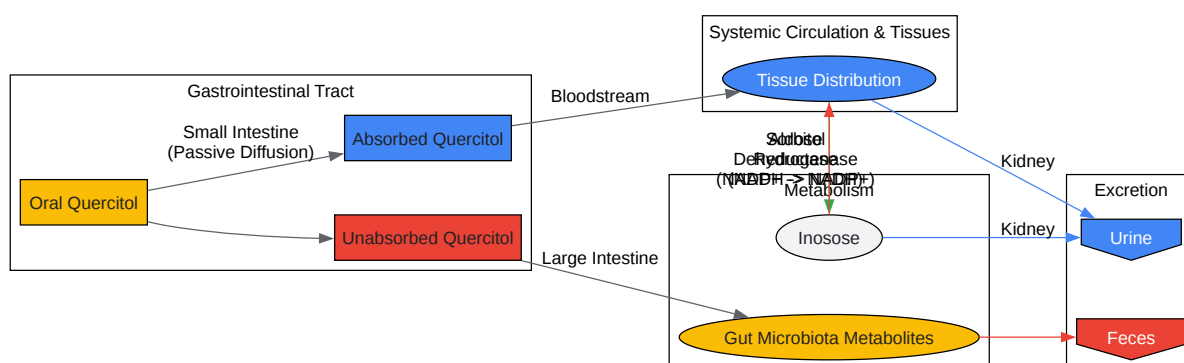 Systemic Circulation & Tissues
Tissue Distribution
Gastrointestinal Tract
Bloodstream
Small Intestine
(Passive Diffusion)
Absorbed Quercitol
Oral Quercitol
Unabsorbed Quercitol
Large Intestine
Metabolism
Inosose
Gut Microbiota Metabolites
Kidney
Kidney
Excretion
Urine
Feces